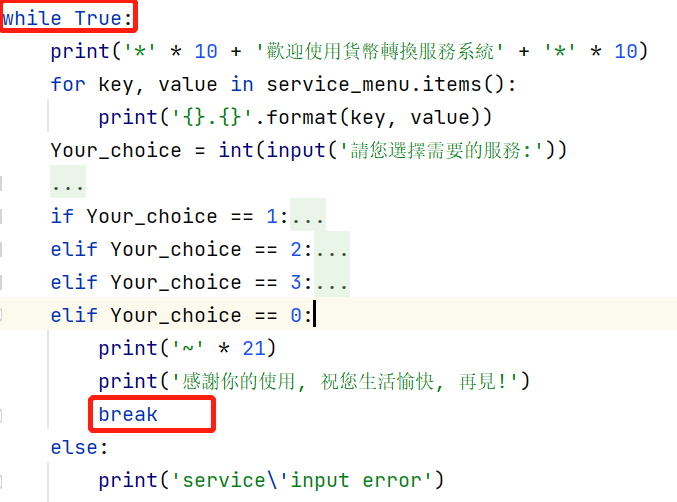 while True:
    print('*' * 10 + '歡迎使用貨幣轉換服務系統' + '*' * 10)
    for key, value in service_menu.items():
        print('{}.{}'.format(key, value))
    Your_choice = int(input('請您選擇需要的服務:'))
    ...
    if Your_choice == 1:...
    elif Your_choice == 2:...
    elif Your_choice == 3:...
    elif Your_choice == 0:
        print('~' * 21)
        print('感謝你的使用, 祝您生活愉快, 再見!')
        break
    else:
        print('service\'input error')